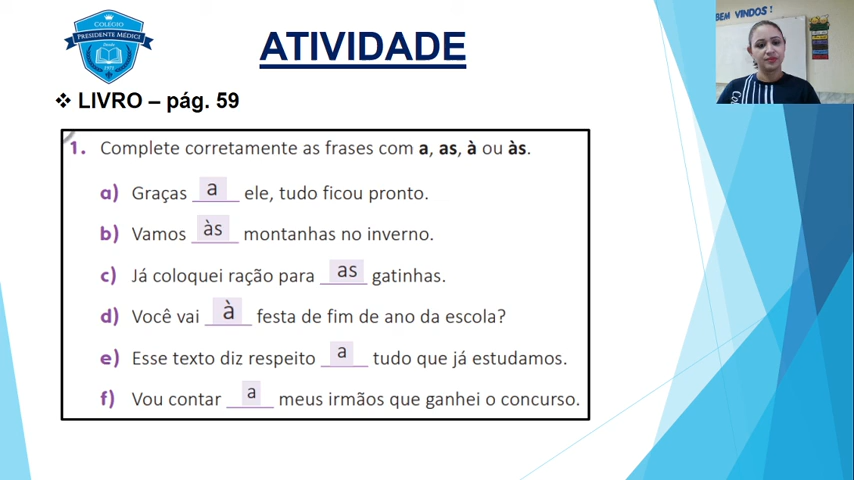 COLÉGIO
PRESIDENTE MÉDICI
ATIVIDADE
BEM VINDOS!
❖ LIVRO – pág. 59
1. Complete corretamente as frases com a, as, à ou às.
a) Graças a ele, tudo ficou pronto.
b) Vamos às montanhas no inverno.
c) Já coloquei ração para as gatinhas.
d) Você vai à festa de fim de ano da escola?
e) Esse texto diz respeito a tudo que já estudamos.
f) Vou contar a meus irmãos que ganhei o concurso.